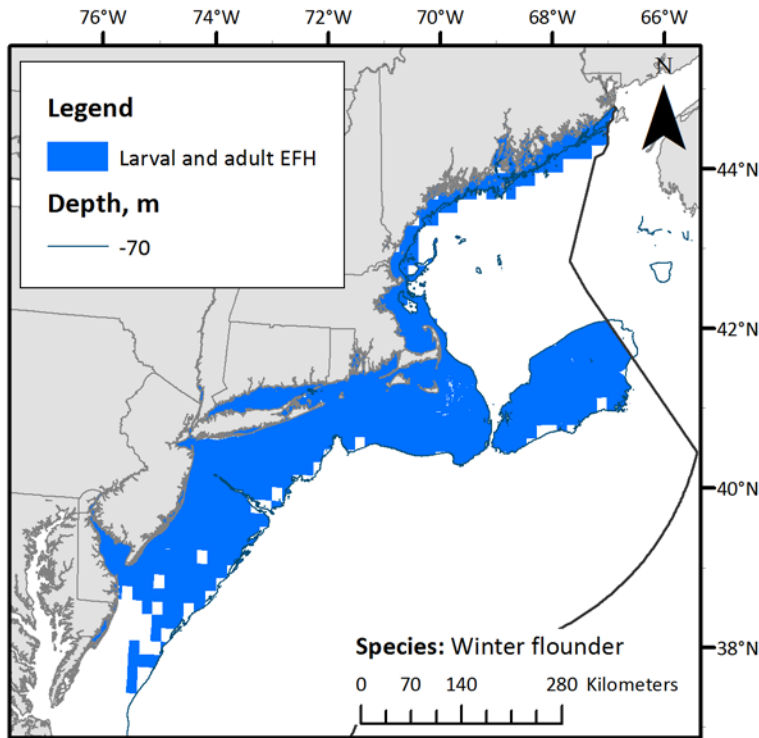 76°W 74°W 72°W 70°W 68°W 66°W
N
Legend
Larval and adult EFH
Depth, m
-70
44°N
42°N
40°N
38°N
Species: Winter flounder
0 70 140 280 Kilometers